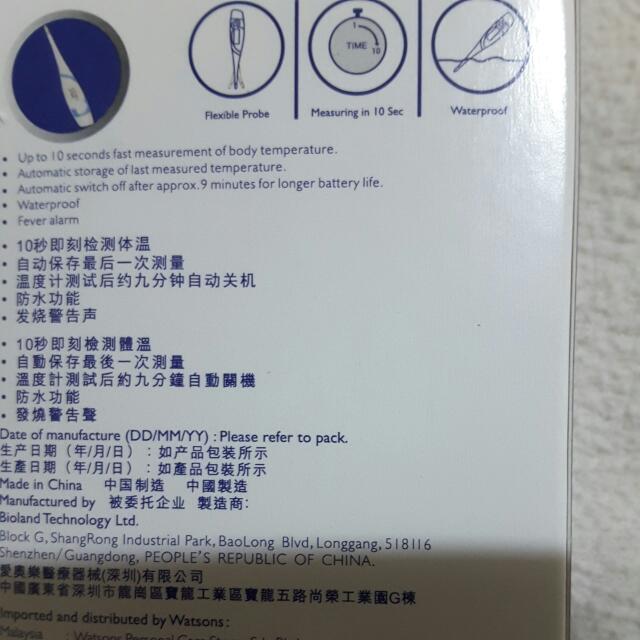 1
TIME
10
Flexible Probe
Measuring in 10 Sec
Waterproof
• Up to 10 seconds fast measurement of body temperature.
• Automatic storage of last measured temperature.
• Automatic switch off after approx. 9 minutes for longer battery life.
• Waterproof
• Fever alarm
• 10秒即刻检测体温
• 自动保存最后一次测量
• 温度计测试后约九分钟自动关机
• 防水功能
• 发烧警告声
• 10秒即刻檢測體溫
• 自動保存最後一次測量
• 溫度計測試后約九分鐘自動關機
• 防水功能
• 發燒警告聲
Date of manufacture (DD/MM/YY) : Please refer to pack.
生产日期（年/月/日）：如产品包装所示
生產日期（年/月/日）：如產品包裝所示
Made in China 中国制造 中國製造
Manufactured by 被委托企业 製造商:
Bioland Technology Ltd.
Block G, ShangRong Industrial Park, BaoLong Blvd, Longgang, 518116
Shenzhen/Guangdong, PEOPLE'S REPUBLIC OF CHINA.
愛奧樂醫療器械(深圳)有限公司
中國廣東省深圳市龍崗區寶龍工業區寶龍五路尚榮工業園G棟
Imported and distributed by Watsons :
Malaysia : Watsons Personal Care